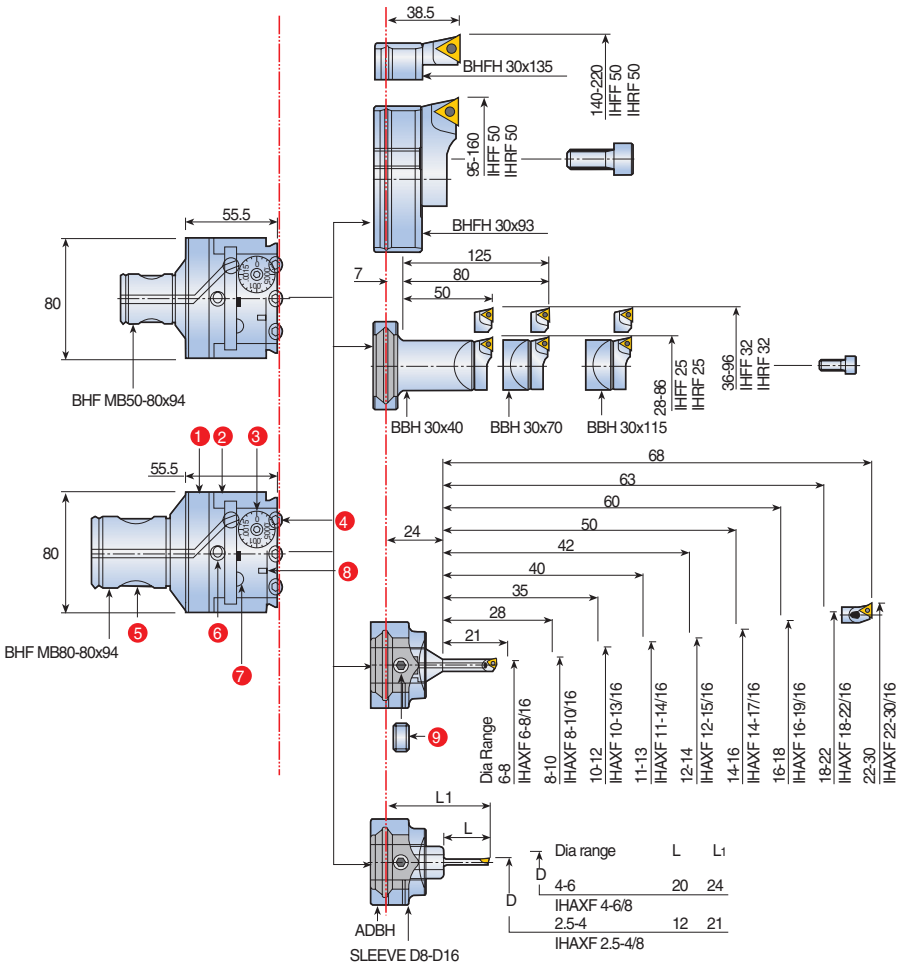 38.5
BHFH 30x135
140-220
IHFF 50
IHRF 50
95-160
IHFF 50
IHRF 50
BHFH 30x93
55.5
80
.0015
0
.0005
.001
BHF MB50-80x94
7
125
80
50
28-86
IHFF 25
IHRF 25
36-96
IHFF 32
IHRF 32
BBH 30x40
BBH 30x70
BBH 30x115
1
2
3
55.5
80
.0015
0
.0005
.001
4
8
5
6
7
BHF MB80-80x94
68
63
60
50
42
40
35
28
21
24
9
Dia Range
6-8
IHAXF 6-8/16
8-10
IHAXF 8-10/16
10-12
IHAXF 10-13/16
11-13
IHAXF 11-14/16
12-14
IHAXF 12-15/16
14-16
IHAXF 14-17/16
16-18
IHAXF 16-19/16
18-22
IHAXF 18-22/16
22-30
IHAXF 22-30/16
L1
L
D
D
Dia range L L1
4-6 20 24
IHAXF 4-6/8
2.5-4 12 21
IHAXF 2.5-4/8
ADBH
SLEEVE D8-D16